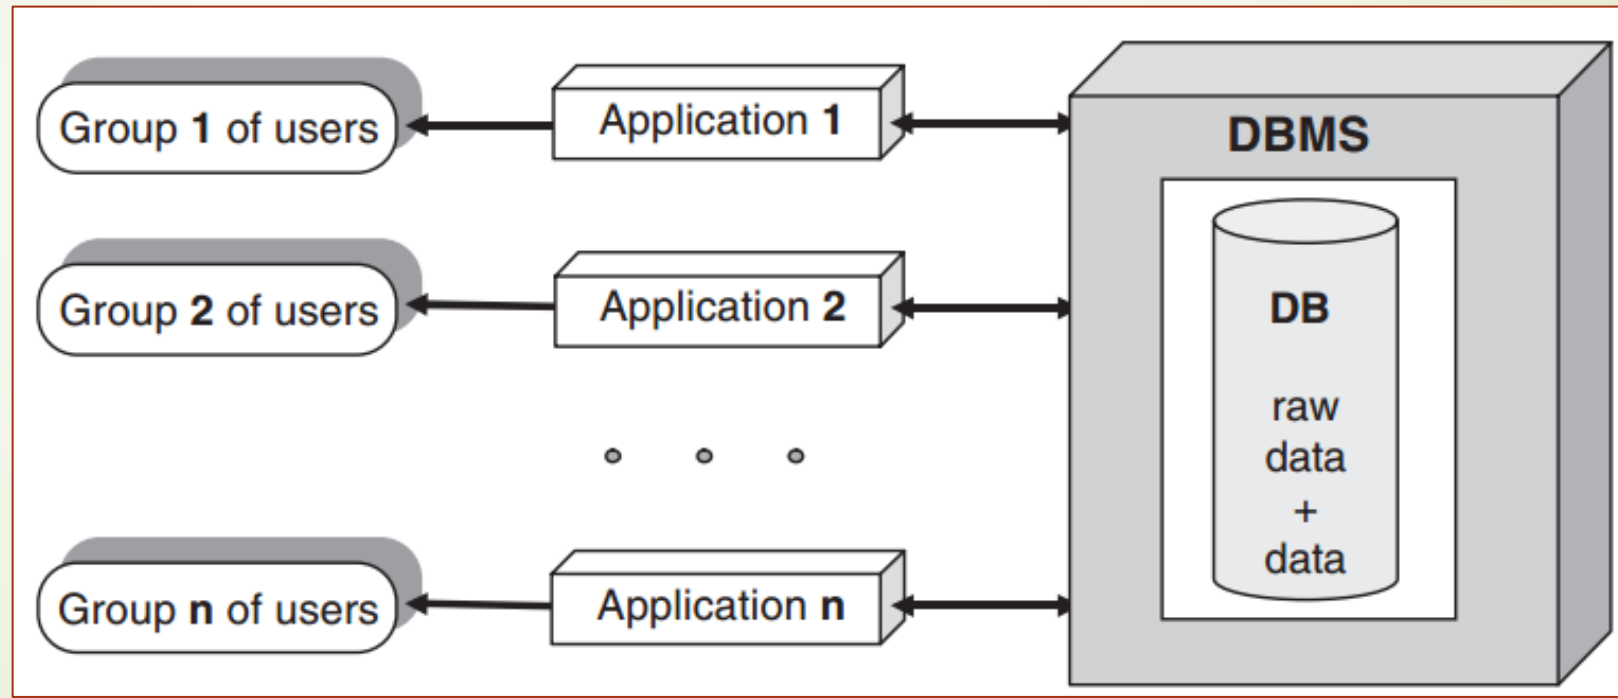 Group 1 of users
Application 1
DBMS
Group 2 of users
Application 2
DB
raw
data
+
data
Group n of users
Application n